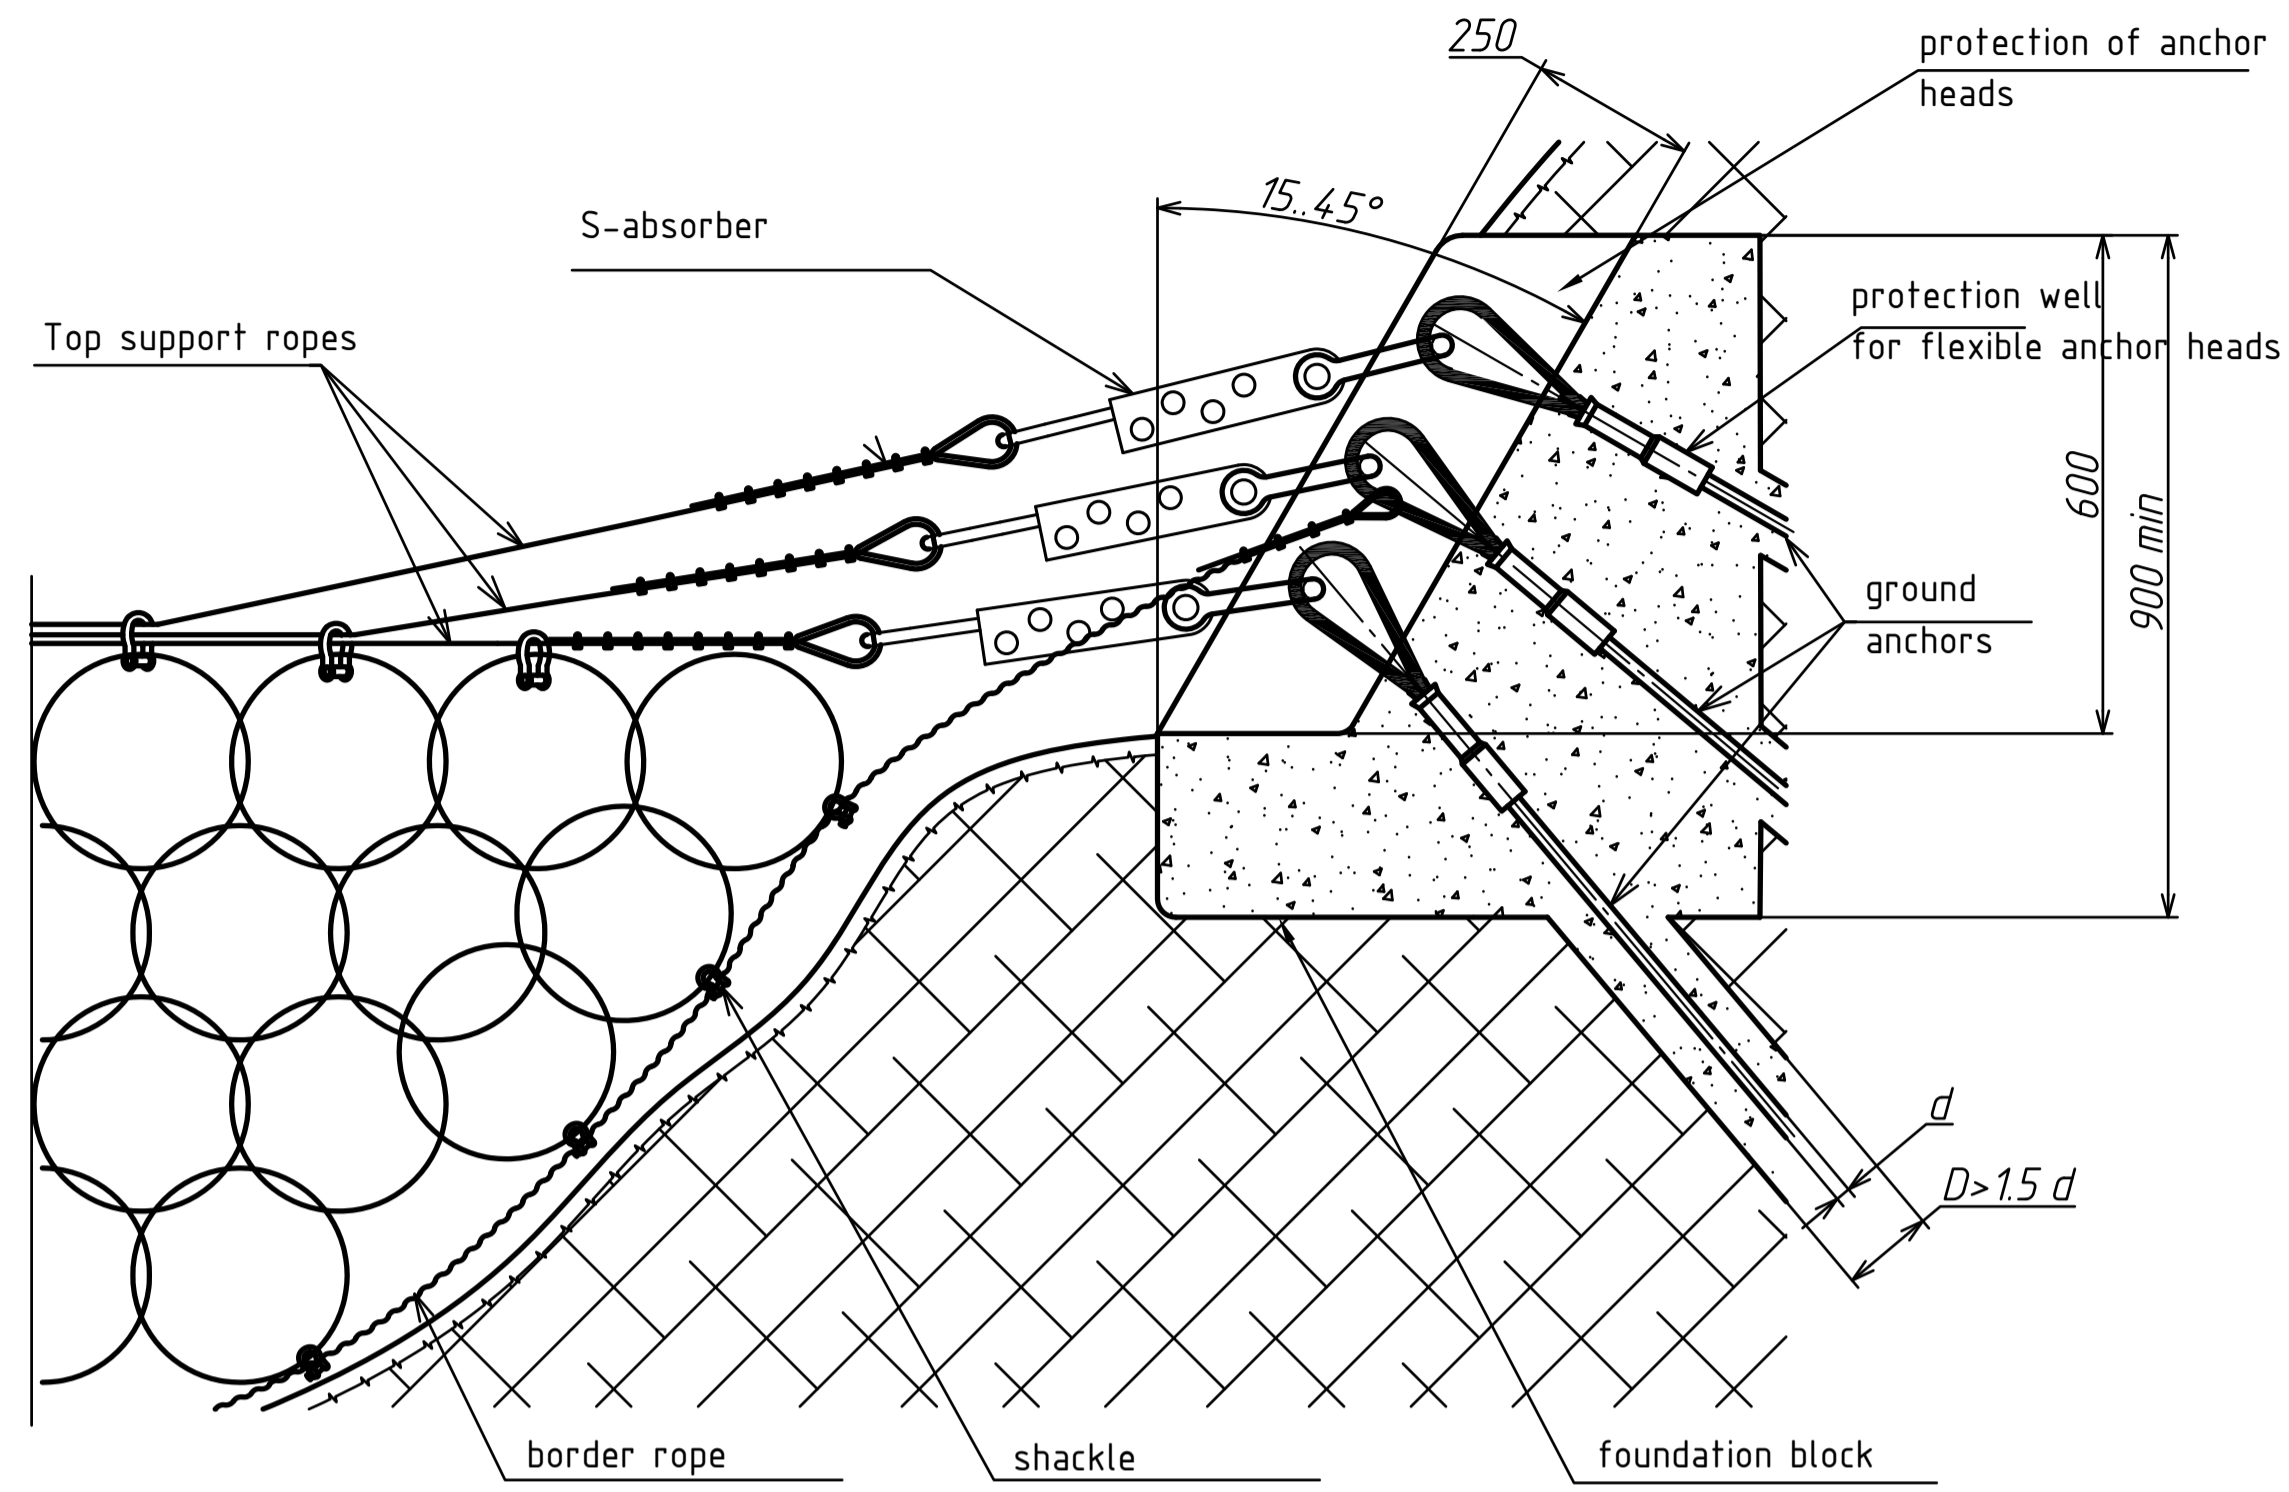 250
protection of anchor
heads
15..45°
S-absorber
protection well
for flexible anchor heads
Top support ropes
600
900 min
ground
anchors
d
D>1.5 d
border rope
shackle
foundation block